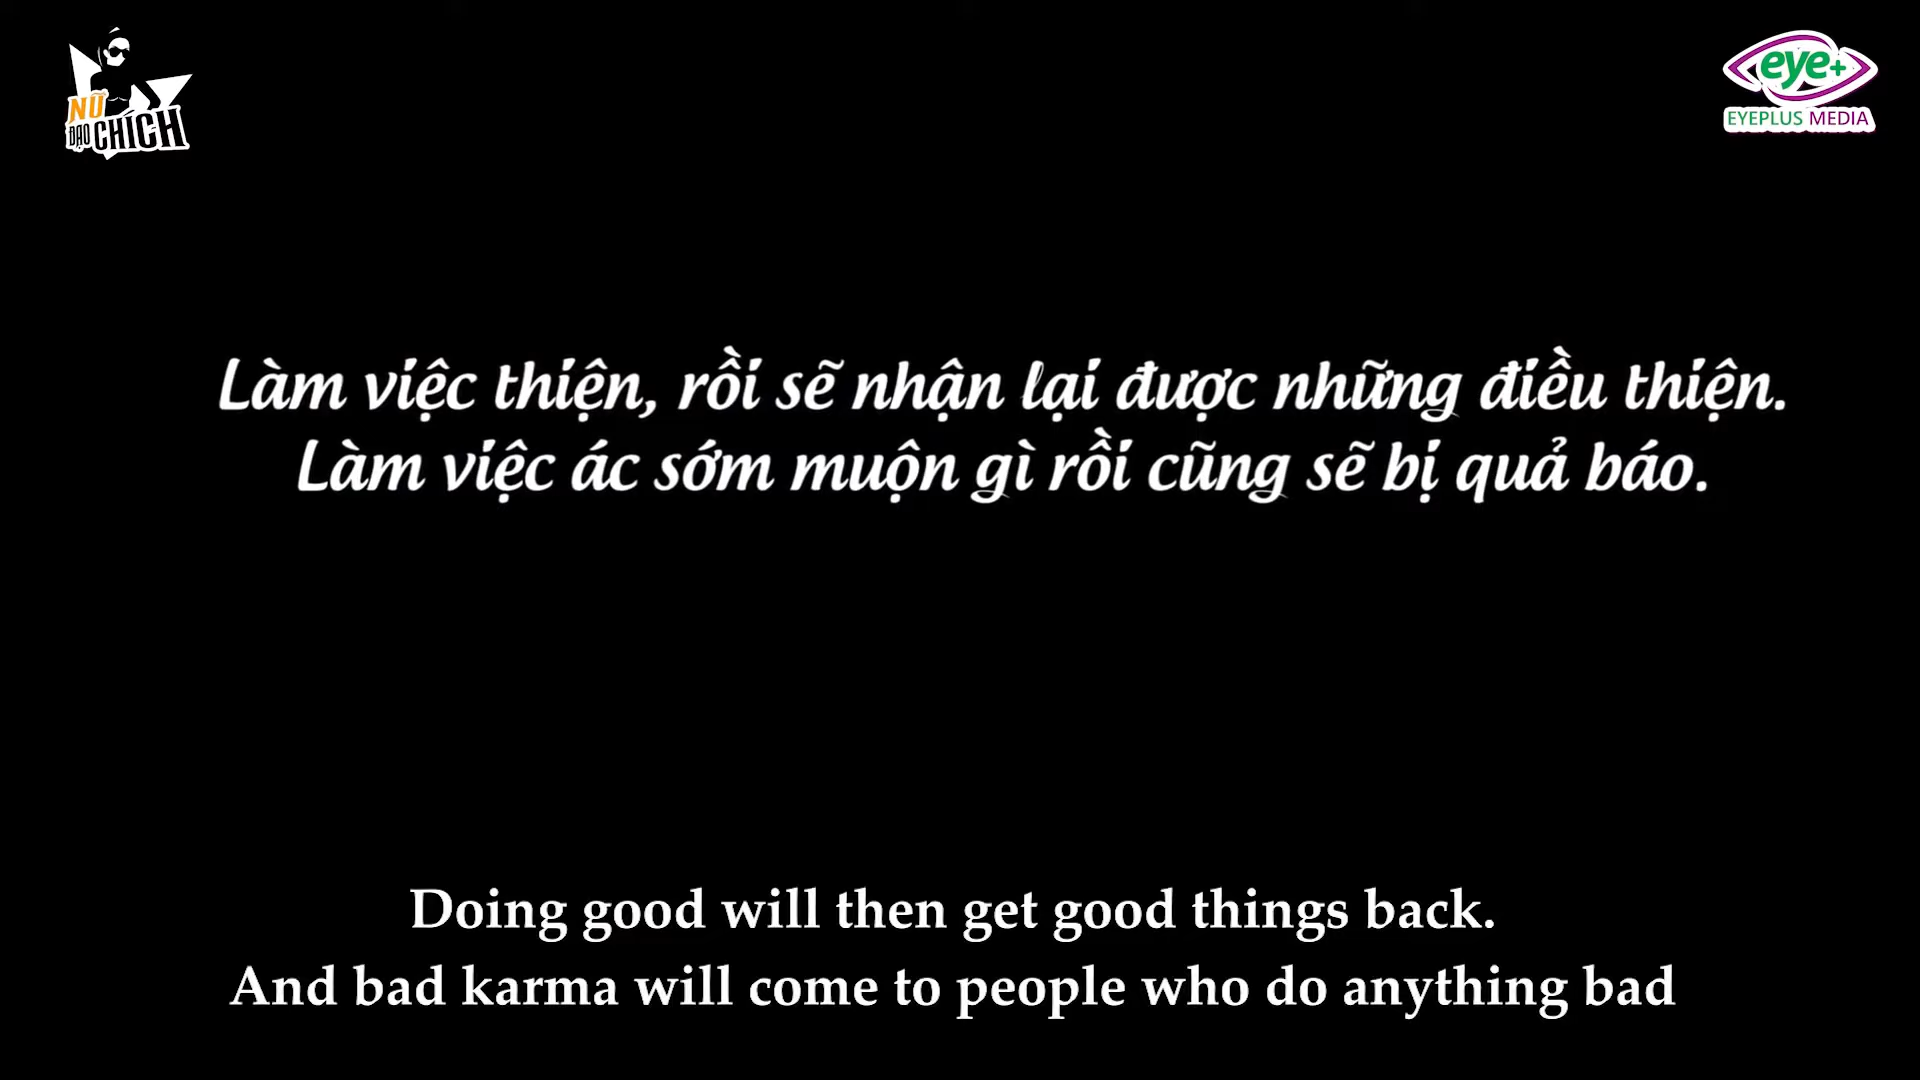 NỮ
ĐẠO CHÍCH
eye+
EYEPLUS MEDIA
Làm việc thiện, rồi sẽ nhận lại được những điều thiện.
Làm việc ác sớm muộn gì rồi cũng sẽ bị quả báo.
Doing good will then get good things back.
And bad karma will come to people who do anything bad